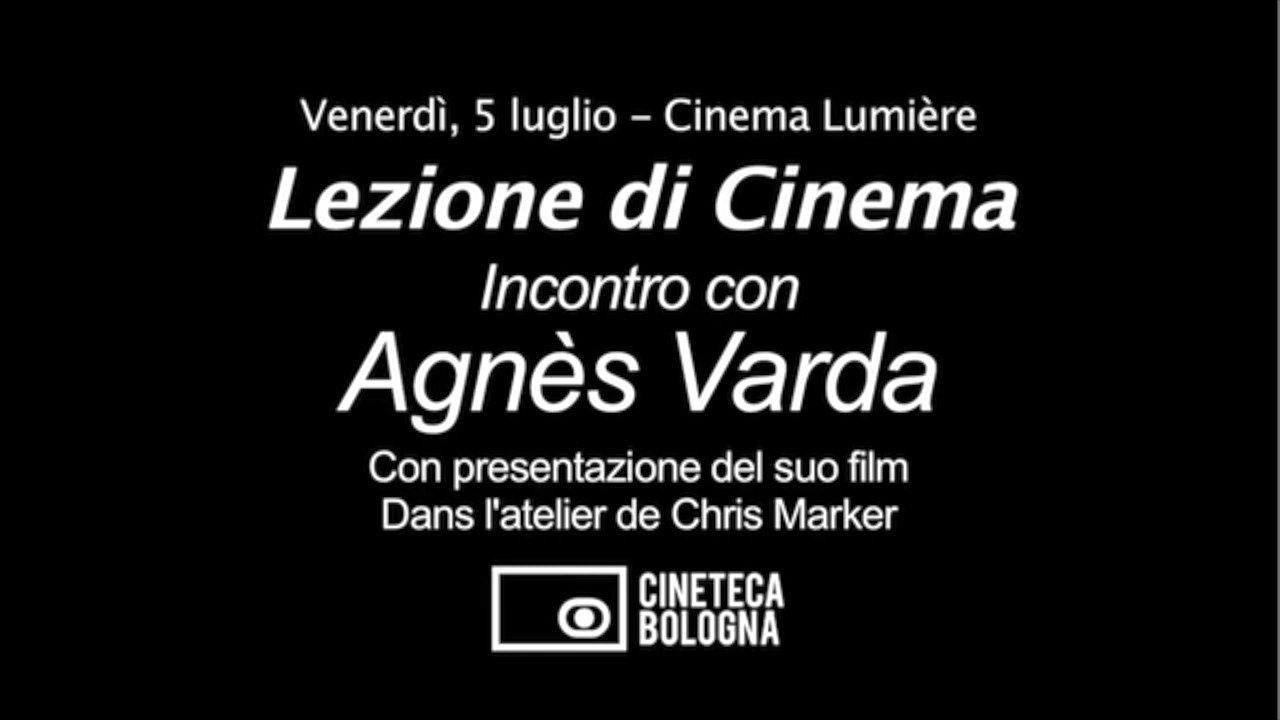 Venerdì, 5 luglio – Cinema Lumière
Lezione di Cinema
Incontro con
Agnès Varda
Con presentazione del suo film
Dans l'atelier de Chris Marker
CINETECA
BOLOGNA